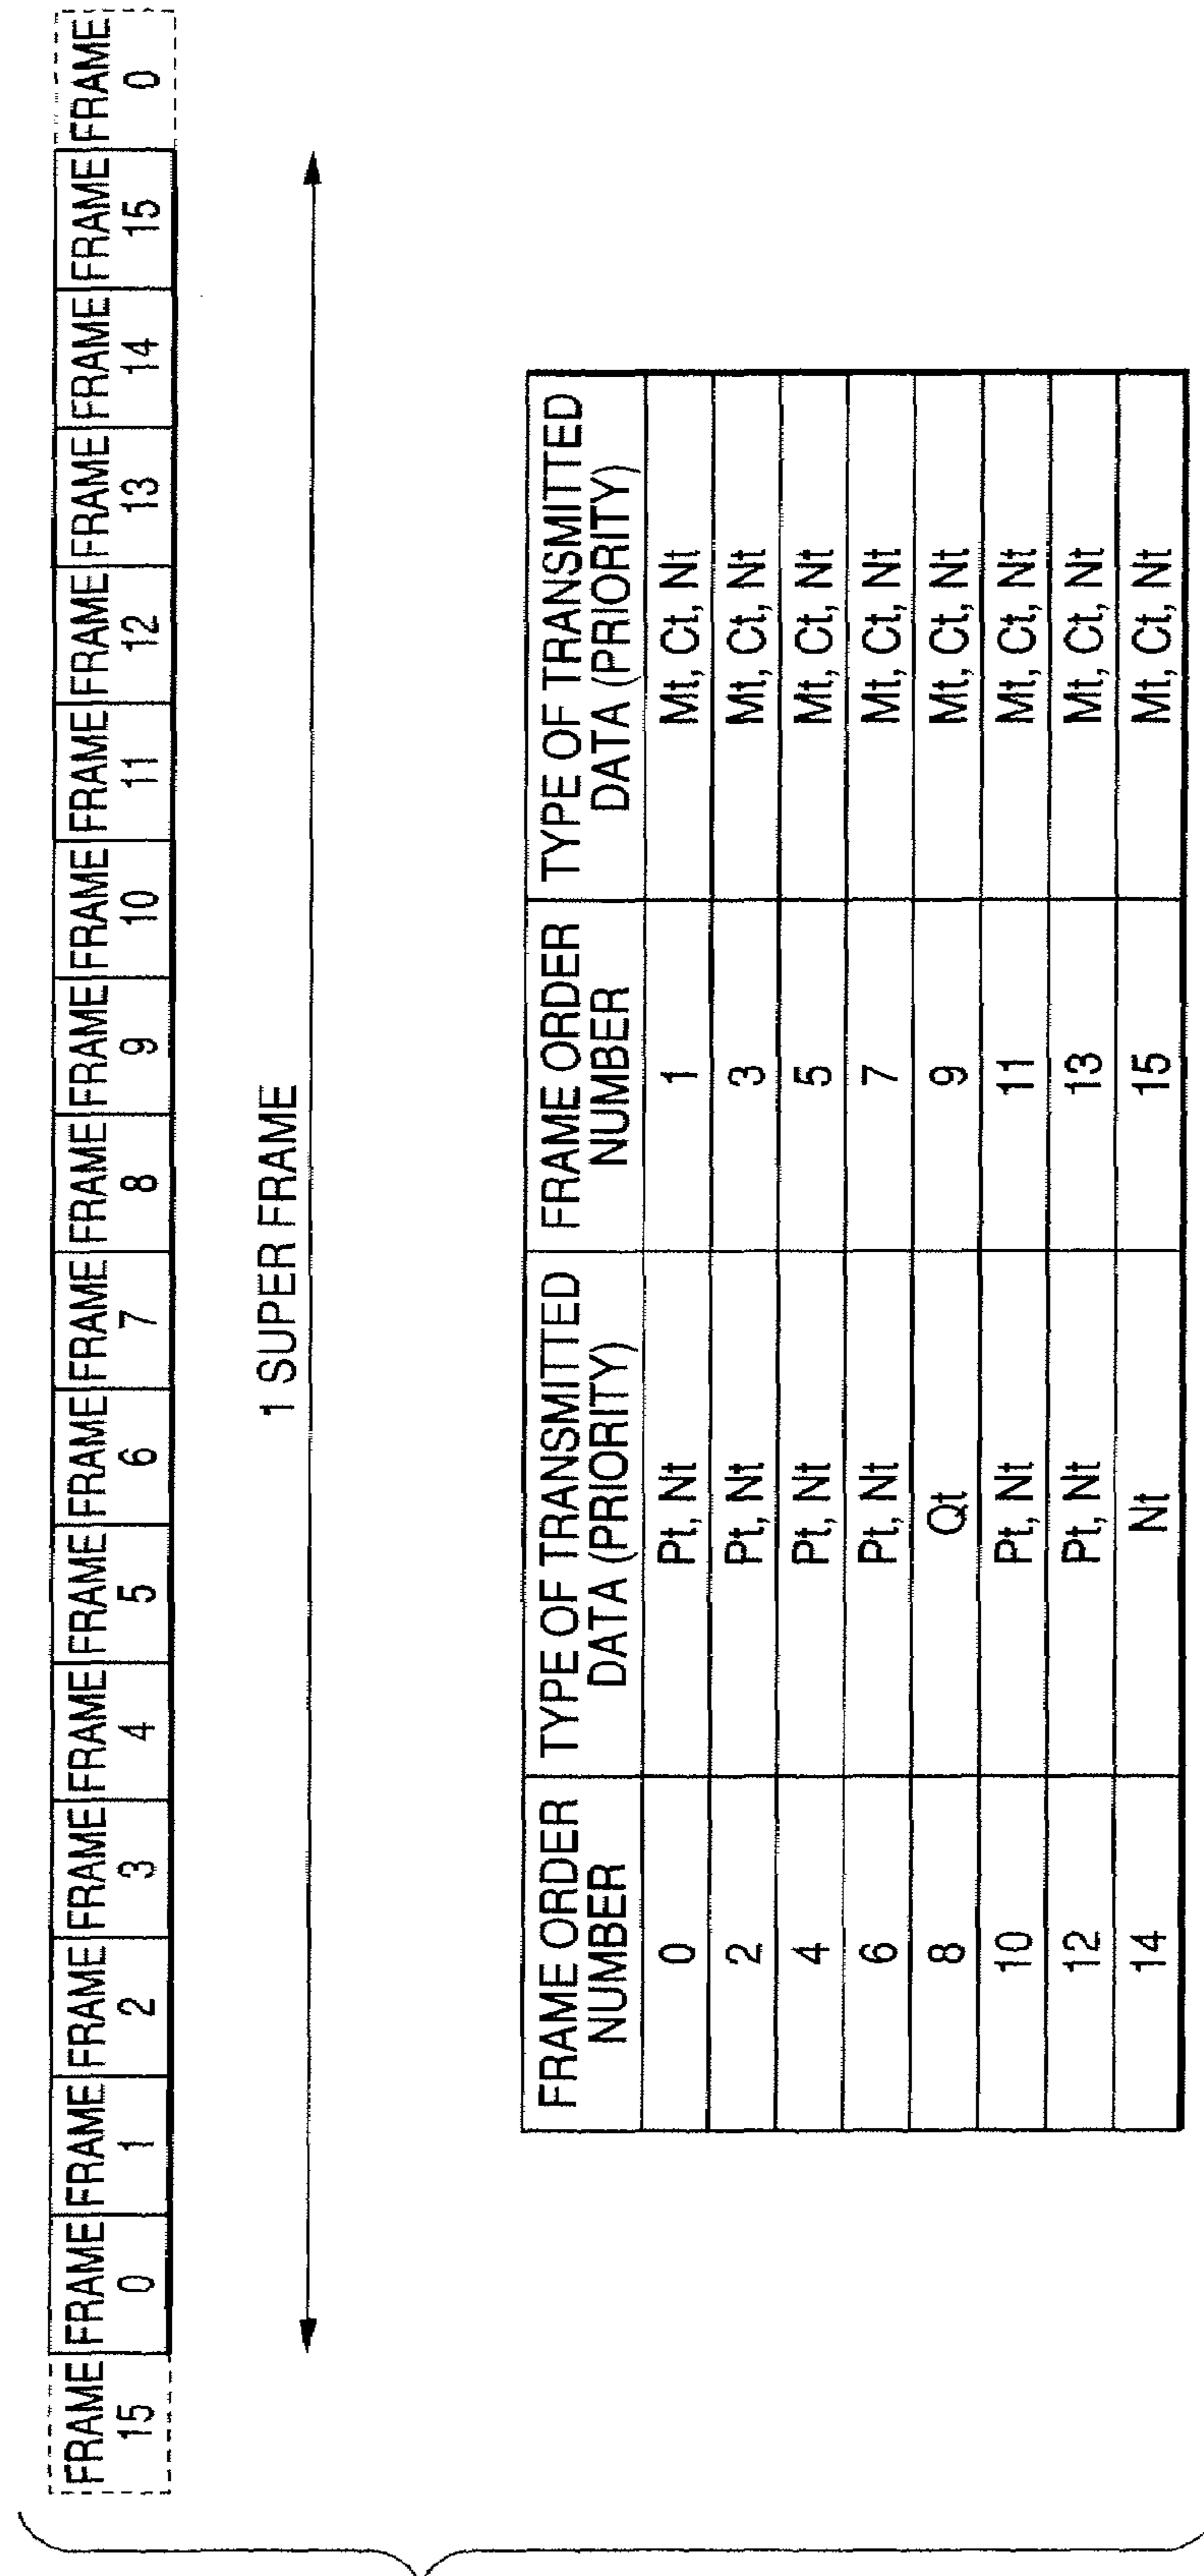 FRAME FRAME FRAME FRAME FRAME FRAME FRAME FRAME FRAME FRAME FRAME FRAME FRAME FRAME FRAME FRAME FRAME FRAME
15 0 1 2 3 4 5 6 7 8 9 10 11 12 13 14 15 0
1 SUPER FRAME
FRAME ORDER NUMBER TYPE OF TRANSMITTED DATA (PRIORITY) FRAME ORDER NUMBER TYPE OF TRANSMITTED DATA (PRIORITY)
0 Pt, Nt 1 Mt, Ct, Nt
2 Pt, Nt 3 Mt, Ct, Nt
4 Pt, Nt 5 Mt, Ct, Nt
6 Pt, Nt 7 Mt, Ct, Nt
8 Qt 9 Mt, Ct, Nt
10 Pt, Nt 11 Mt, Ct, Nt
12 Pt, Nt 13 Mt, Ct, Nt
14 Nt 15 Mt, Ct, Nt